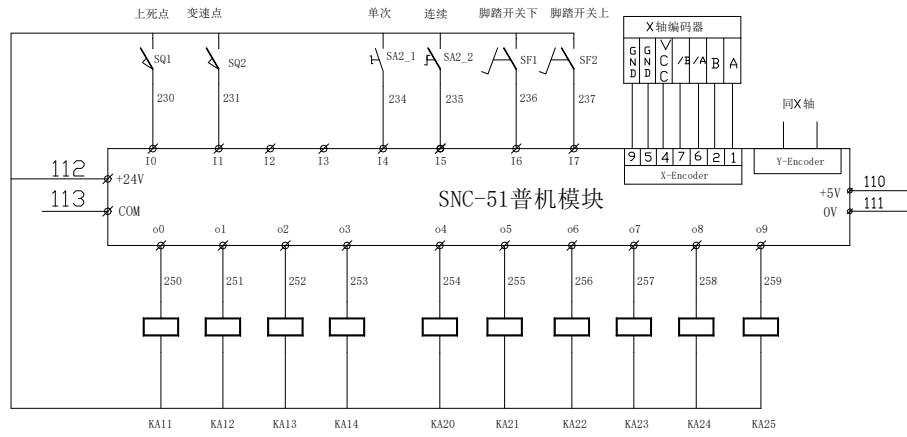 上死点 变速点 单次 连续 脚踏开关下 脚踏开关上
X轴编码器
GND GND VCC /B /A B A
SQ1 SQ2 SA2_1 SA2_2 SF1 SF2
230 231 234 235 236 237
同X轴
I0 I1 I2 I3 I4 I5 I6 I7
9 5 4 7 6 2 1
X-Encoder
Y-Encoder
112
+24V
113
COM
SNC-51普机模块
+5V
110
0V
111
o0 o1 o2 o3 o4 o5 o6 o7 o8 o9
250 251 252 253 254 255 256 257 258 259
KA11 KA12 KA13 KA14 KA20 KA21 KA22 KA23 KA24 KA25